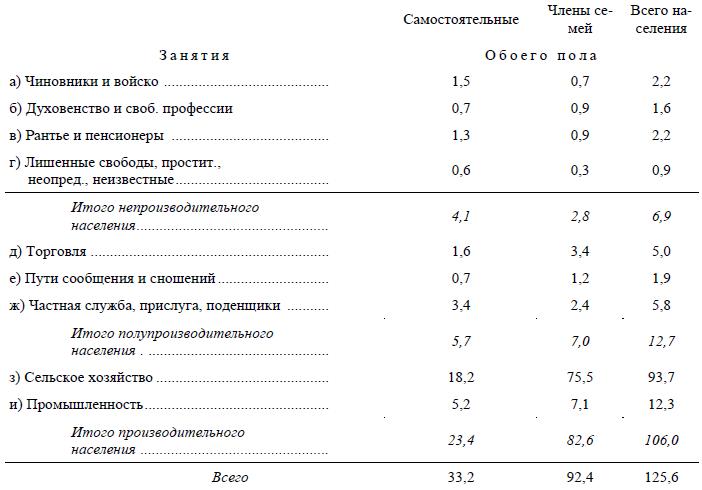 Самостоятельные Члены се- Всего на-
мей селения
Занятия Обоего пола
а) Чиновники и войско ........................................ 1,5 0,7 2,2
б) Духовенство и своб. профессии 0,7 0,9 1,6
в) Рантье и пенсионеры ...................................... 1,3 0,9 2,2
г) Лишенные свободы, простит.,
неопред., неизвестные..................................... 0,6 0,3 0,9
Итого непроизводительного
населения.............................................. 4,1 2,8 6,9
д) Торговля ......................................................... 1,6 3,4 5,0
е) Пути сообщения и сношений........................... 0,7 1,2 1,9
ж) Частная служба, прислуга, поденщики .......... 3,4 2,4 5,8
Итого полупроизводительного
населения . ........................................... 5,7 7,0 12,7
з) Сельское хозяйство ......................................... 18,2 75,5 93,7
и) Промышленность............................................ 5,2 7,1 12,3
Итого производительного
населения ............................................. 23,4 82,6 106,0
Всего 33,2 92,4 125,6